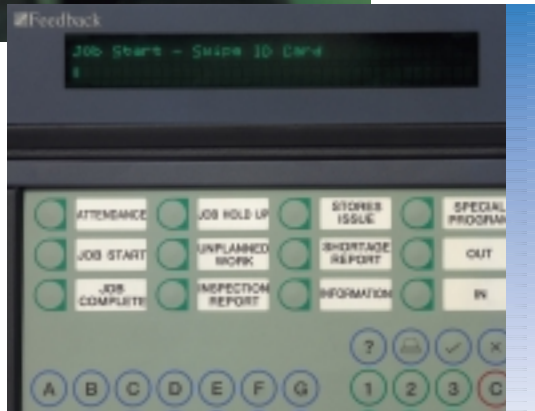 Feedback
Job Start - Swipe ID Card
ATTENDANCE
JOB HOLD UP
STORES
ISSUE
SPECIAL
PROGRAM
JOB START
UNPLANNED
WORK
SHORTAGE
REPORT
OUT
JOB
COMPLETE
INSPECTION
REPORT
INFORMATION
IN
? ✓ ×
A B C D E F G 1 2 3 C